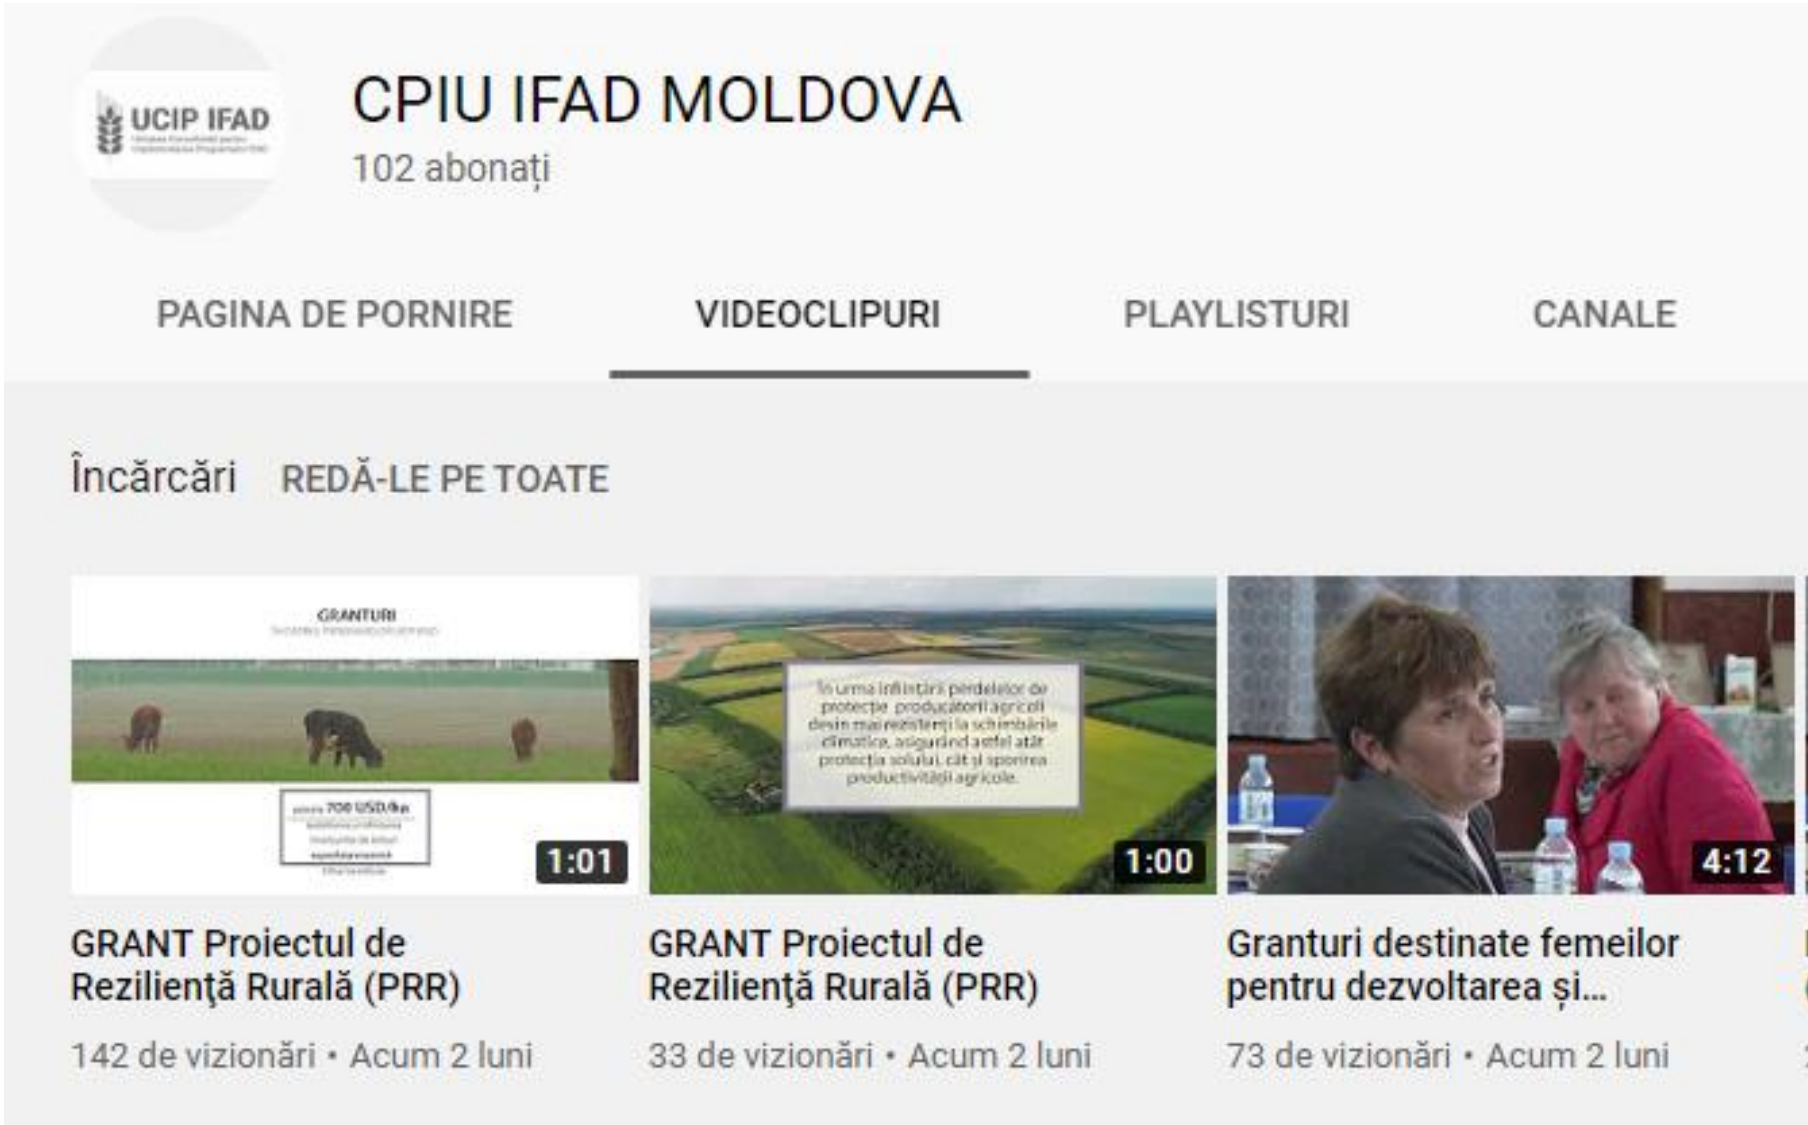 UCIP IFAD
CPIU IFAD MOLDOVA
102 abonați
PAGINA DE PORNIRE
VIDEOCLIPURI
PLAYLISTURI
CANALE
Încărcări REDĂ-LE PE TOATE
GRANTURI
700 USD/ha
1:01
În urma înființării perdelelor de
protecție producătorii agricoli
devin mai rezistenți la schimbările
climatice, asigurând astfel atât
protecția solului, cât și sporirea
productivității agricole.
1:00
4:12
GRANT Proiectul de
Rezilienţă Rurală (PRR)
142 de vizionări • Acum 2 luni
GRANT Proiectul de
Rezilienţă Rurală (PRR)
33 de vizionări • Acum 2 luni
Granturi destinate femeilor
pentru dezvoltarea și...
73 de vizionări • Acum 2 luni